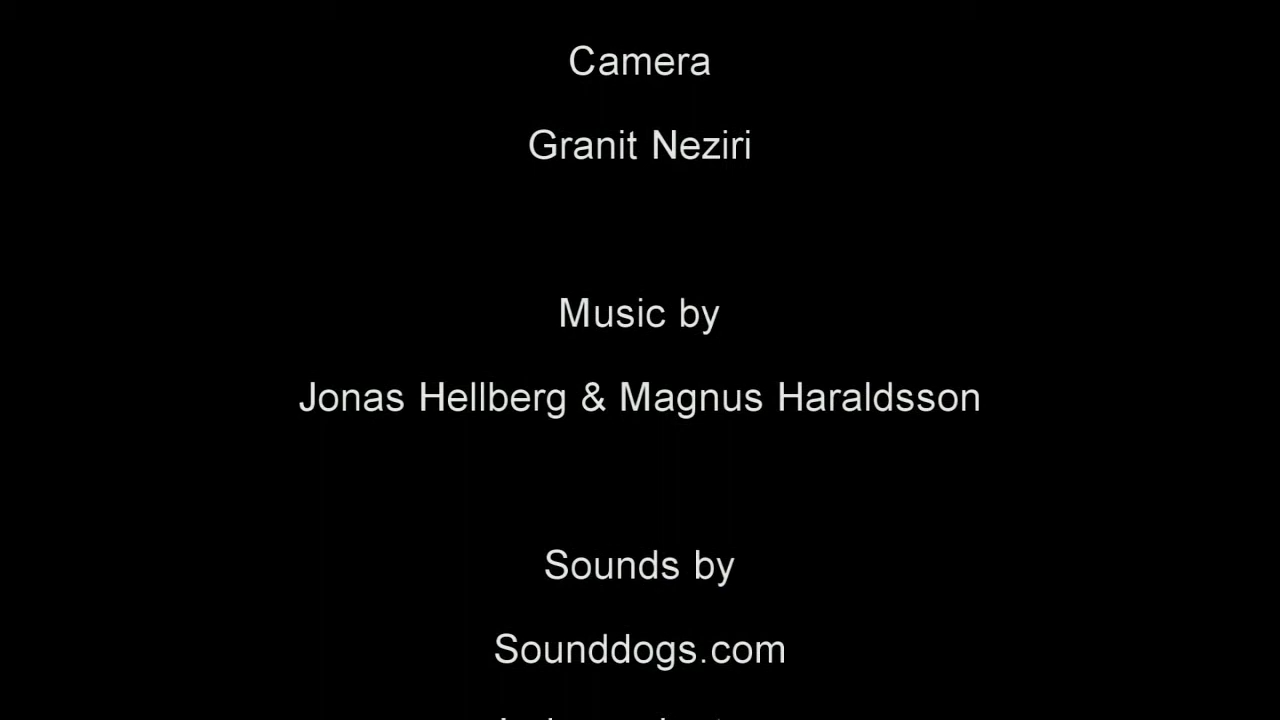 Camera
Granit Neziri
Music by
Jonas Hellberg & Magnus Haraldsson
Sounds by
Sounddogs.com